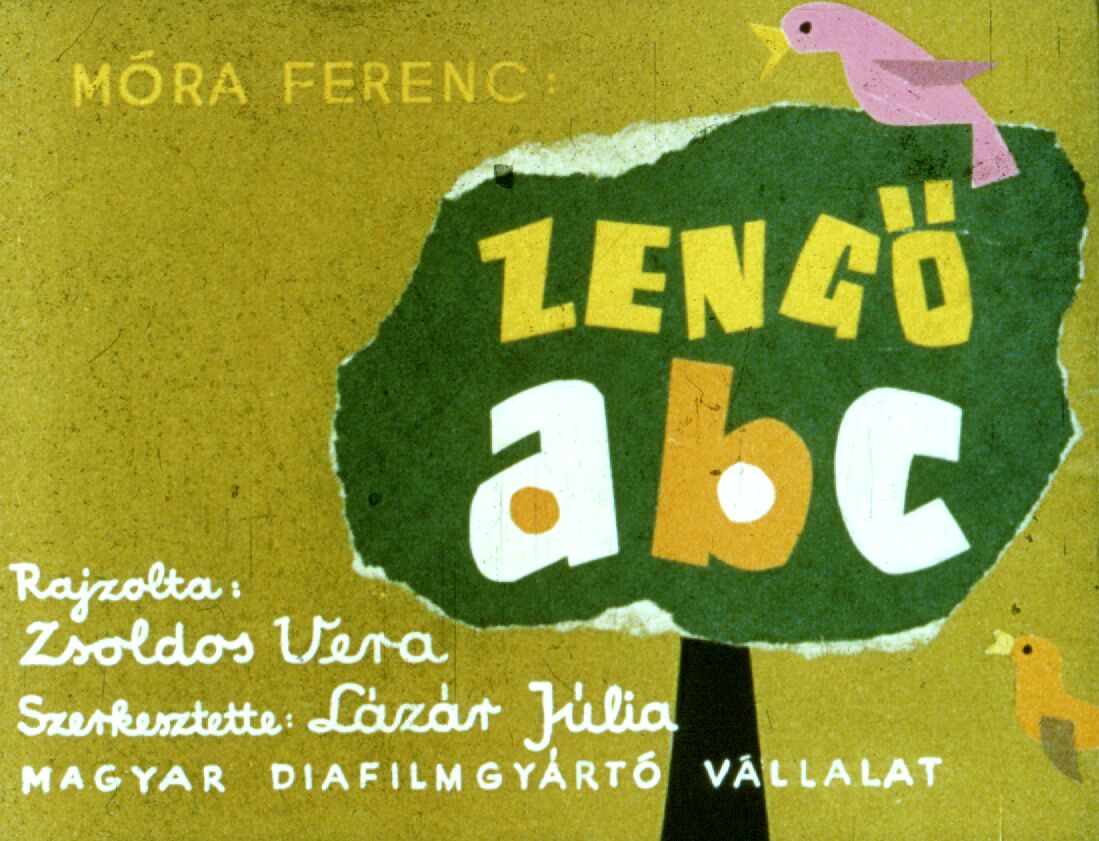 MÓRA FERENC:
ZENGŐ
abc
Rajzolta:
Zsoldos Vera
Szerkesztette: Lázár Júlia
MAGYAR DIAFILMGYÁRTÓ VÁLLALAT